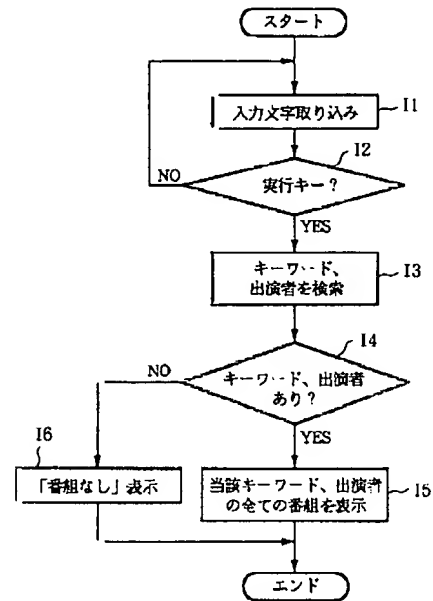 スタート
入力文字取り込み
I1
I2
実行キー?
NO
YES
キーワード、
出演者を検索
I3
I4
キーワード、出演者
あり?
NO
YES
I6
「番組なし」表示
当該キーワード、出演者
の全ての番組を表示
I5
エンド